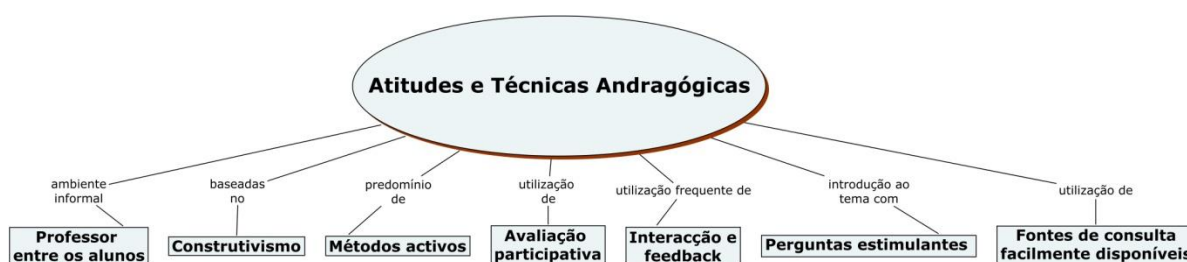 Atitudes e Técnicas Andragógicas
ambiente
informal
baseadas
no
predomínio
de
utilização
de
utilização frequente de
introdução ao
tema com
utilização de
Professor
entre os alunos
Construtivismo
Métodos activos
Avaliação
participativa
Interacção e
feedback
Perguntas estimulantes
Fontes de consulta
facilmente disponíveis